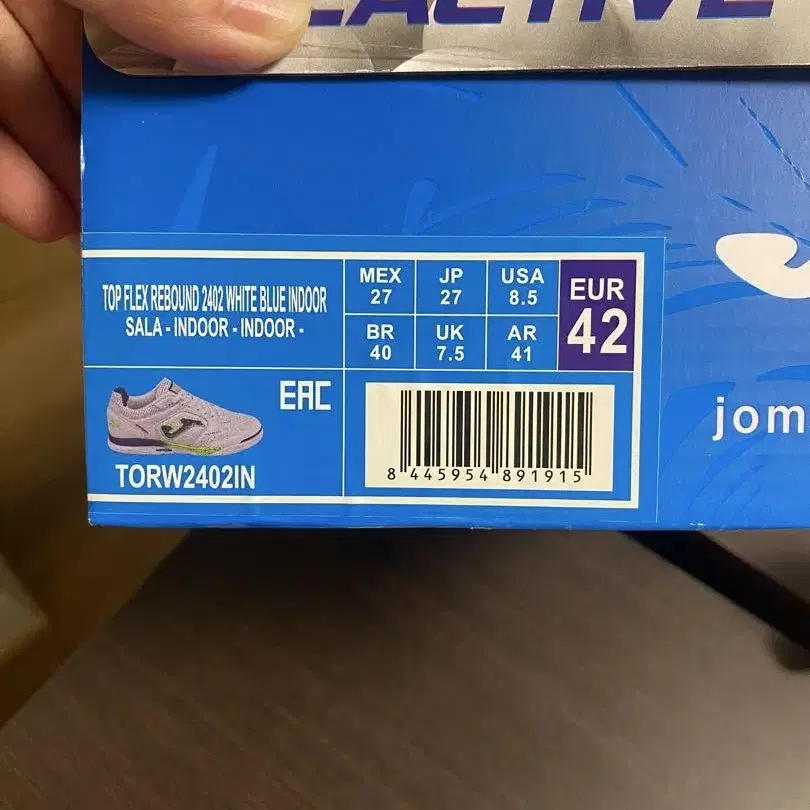 TOP FLEX REBOUND 2402 WHITE BLUE INDOOR
SALA - INDOOR - INDOOR -
MEX
27
JP
27
USA
8.5
BR
40
UK
7.5
AR
41
EUR
42
EAC
TORW2402IN
8 445954 891915
jom